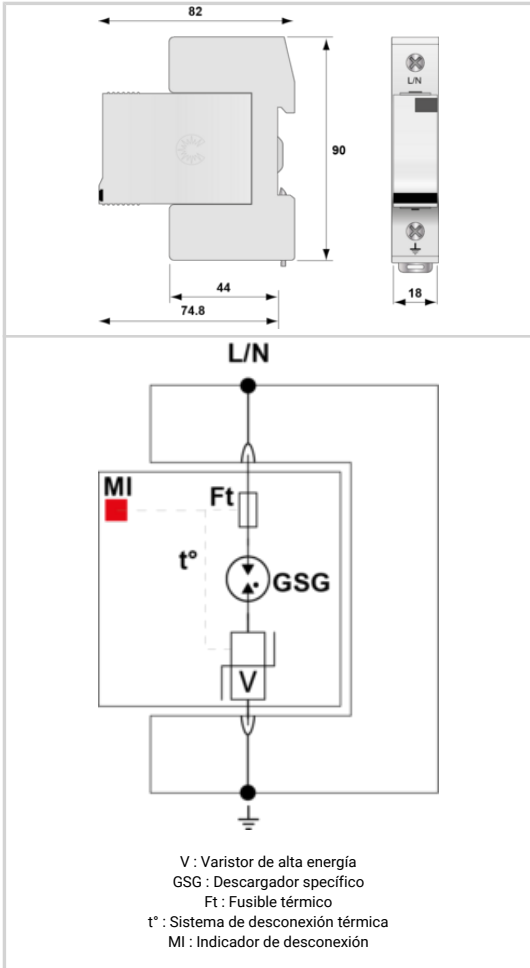 82
L/N
90
44
18
74.8
L/N
MI
Ft
t°
GSG
V
V : Varistor de alta energía
GSG : Descargador específico
Ft : Fusible térmico
t° : Sistema de desconexión térmica
MI : Indicador de desconexión